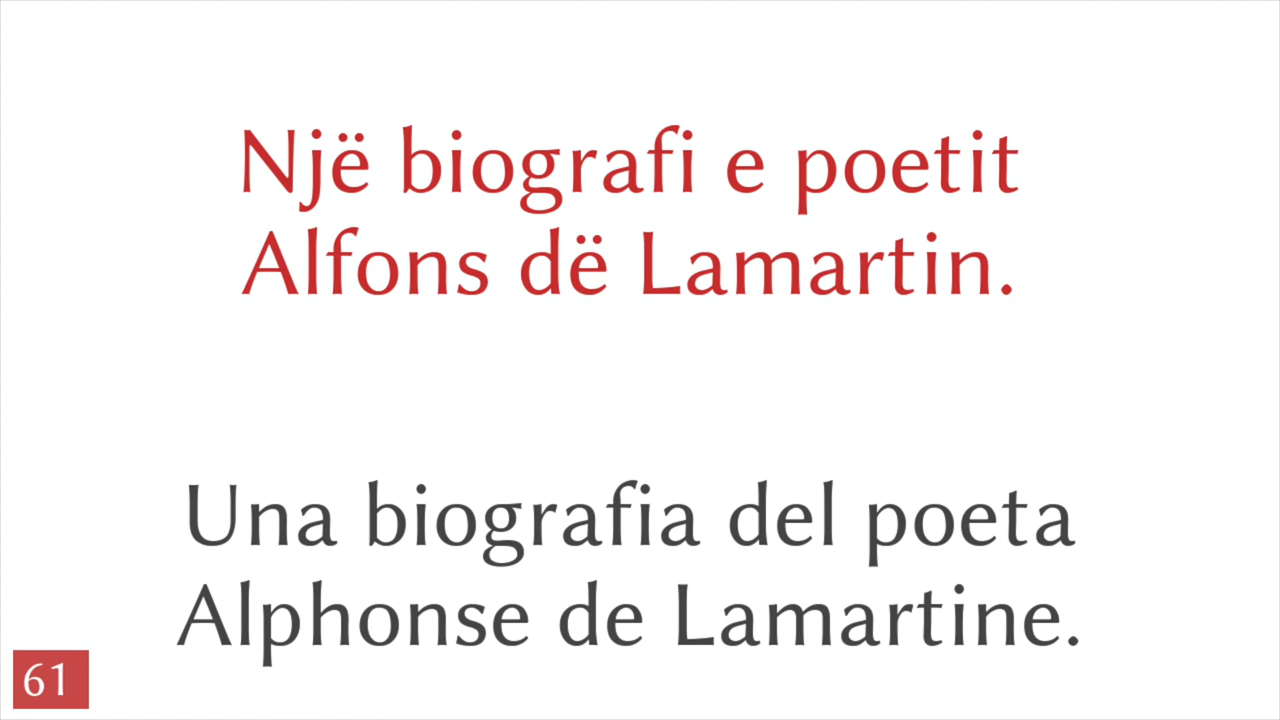 Një biografi e poetit
Alfons dë Lamartin.
Una biografia del poeta
Alphonse de Lamartine.
61